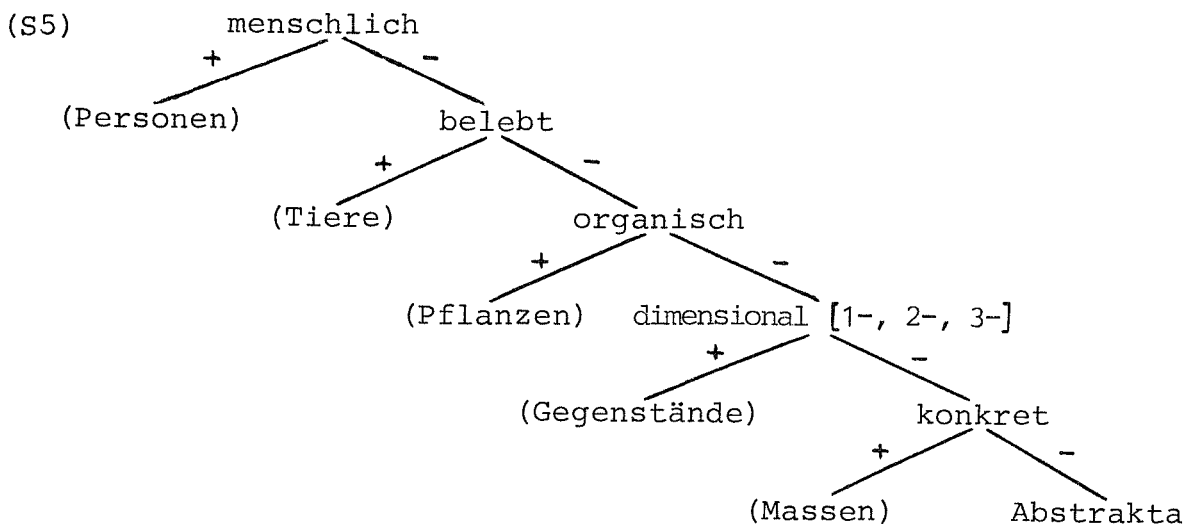 (S5) menschlich
+ -
(Personen) belebt
+ -
(Tiere) organisch
+ -
(Pflanzen) dimensional [1-, 2-, 3-]
+ -
(Gegenstände) konkret
+ -
(Massen) Abstrakta